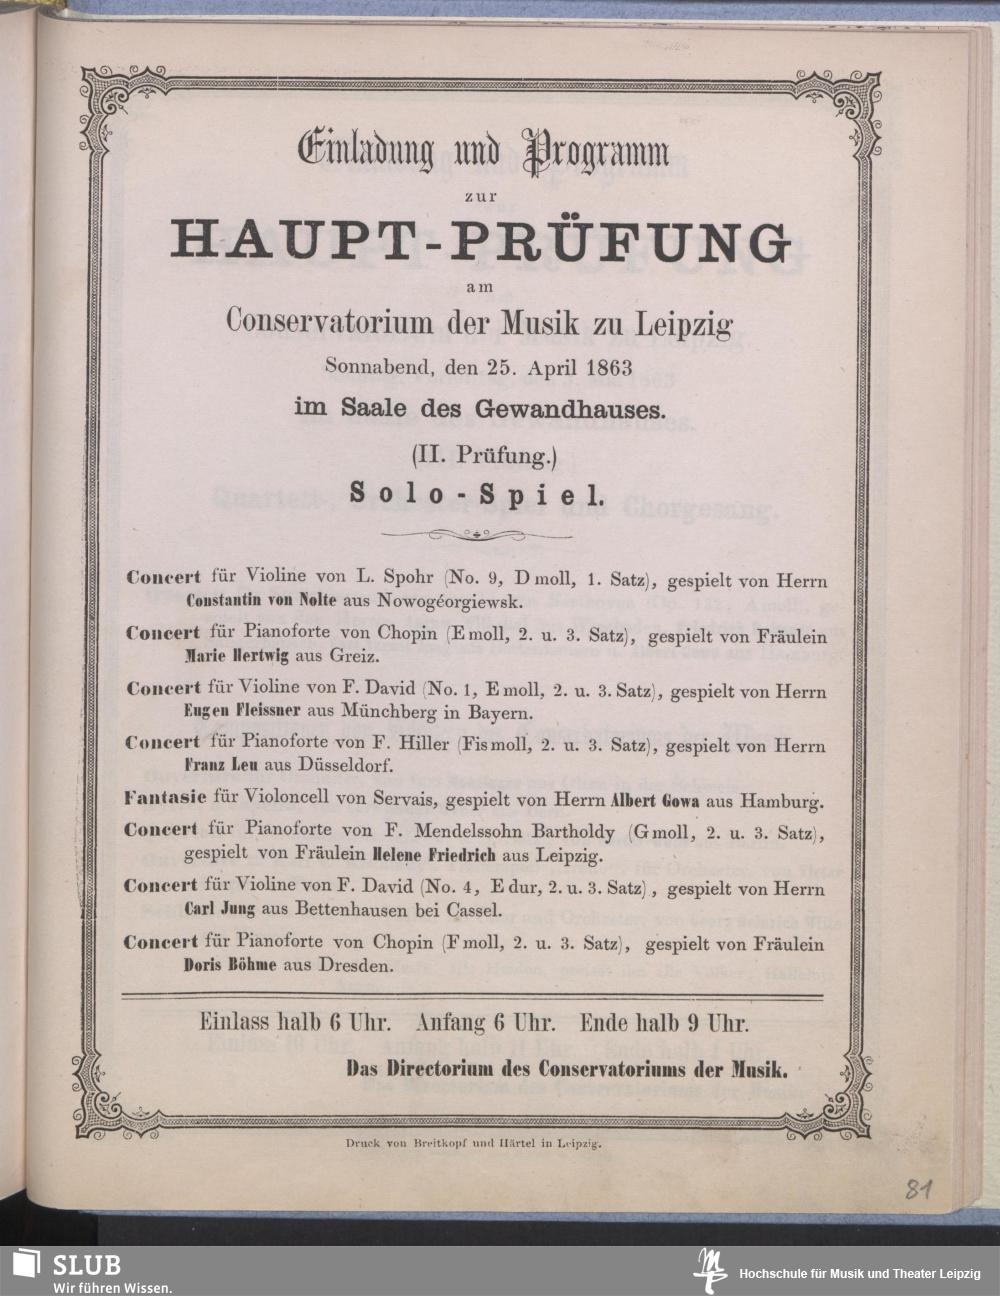 Einladung und Programm
zur
HAUPT-PRÜFUNG
am
Conservatorium der Musik zu Leipzig
Sonnabend, den 25. April 1863
im Saale des Gewandhauses.
(II. Prüfung.)
Solo-Spiel.
Concert für Violine von L. Spohr (No. 9, D moll, 1. Satz), gespielt von Herrn
Constantin von Nolte aus Nowogéorgiewsk.
Concert für Pianoforte von Chopin (E moll, 2. u. 3. Satz), gespielt von Fräulein
Marie Hertwig aus Greiz.
Concert für Violine von F. David (No. 1, E moll, 2. u. 3. Satz), gespielt von Herrn
Eugen Fleissner aus Münchberg in Bayern.
Concert für Pianoforte von F. Hiller (Fis moll, 2. u. 3. Satz), gespielt von Herrn
Franz Leu aus Düsseldorf.
Fantasie für Violoncell von Servais, gespielt von Herrn Albert Gowa aus Hamburg.
Concert für Pianoforte von F. Mendelssohn Bartholdy (G moll, 2. u. 3. Satz),
gespielt von Fräulein Helene Friedrich aus Leipzig.
Concert für Violine von F. David (No. 4, E dur, 2. u. 3. Satz), gespielt von Herrn
Carl Jung aus Bettenhausen bei Cassel.
Concert für Pianoforte von Chopin (F moll, 2. u. 3. Satz), gespielt von Fräulein
Doris Böhme aus Dresden.
Einlass halb 6 Uhr. Anfang 6 Uhr. Ende halb 9 Uhr.
Das Directorium des Conservatoriums der Musik.
Druck von Breitkopf und Härtel in Leipzig.
81
SLUB
Wir führen Wissen.
Hochschule für Musik und Theater Leipzig